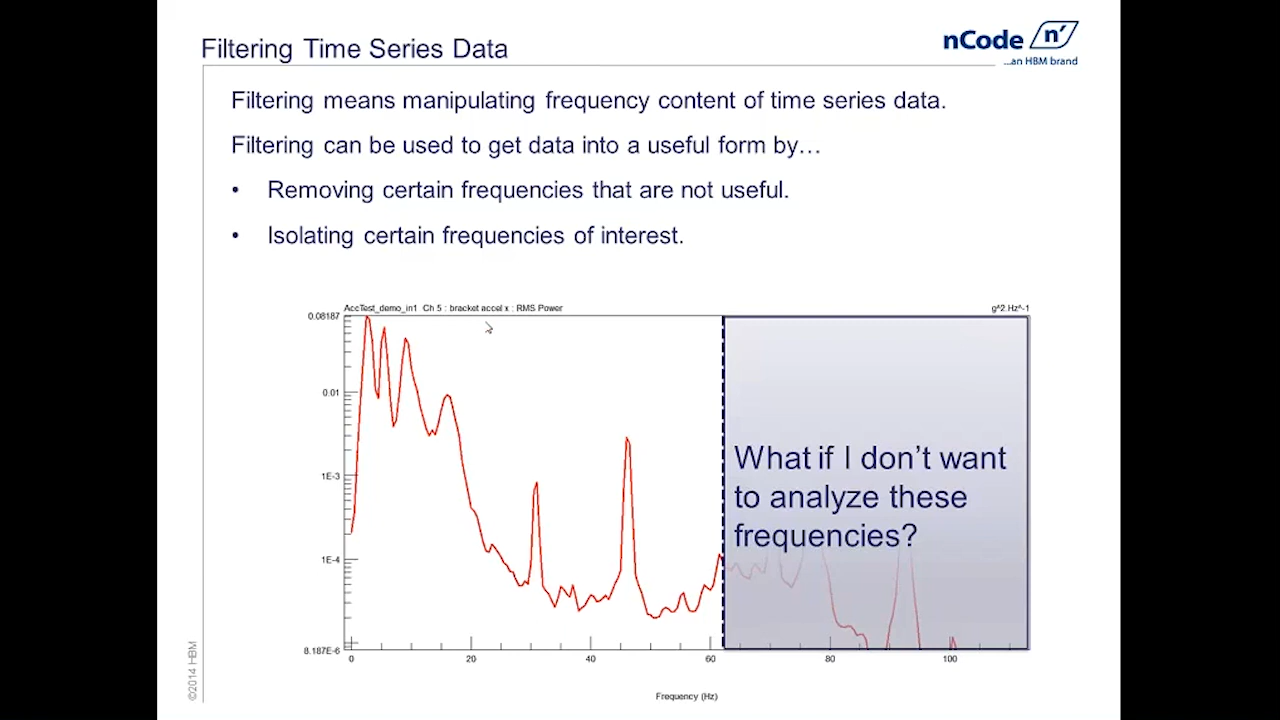 Filtering Time Series Data
nCode n'
...an HBM brand
Filtering means manipulating frequency content of time series data.
Filtering can be used to get data into a useful form by…
• Removing certain frequencies that are not useful.
• Isolating certain frequencies of interest.
AccTest_demo_in1 Ch 5 : bracket accel x : RMS Power
g^2.Hz^-1
0.08187
0.01
1E-3
1E-4
8.187E-6
What if I don’t want
to analyze these
frequencies?
0 20 40 60 80 100
Frequency (Hz)
©2014 HBM